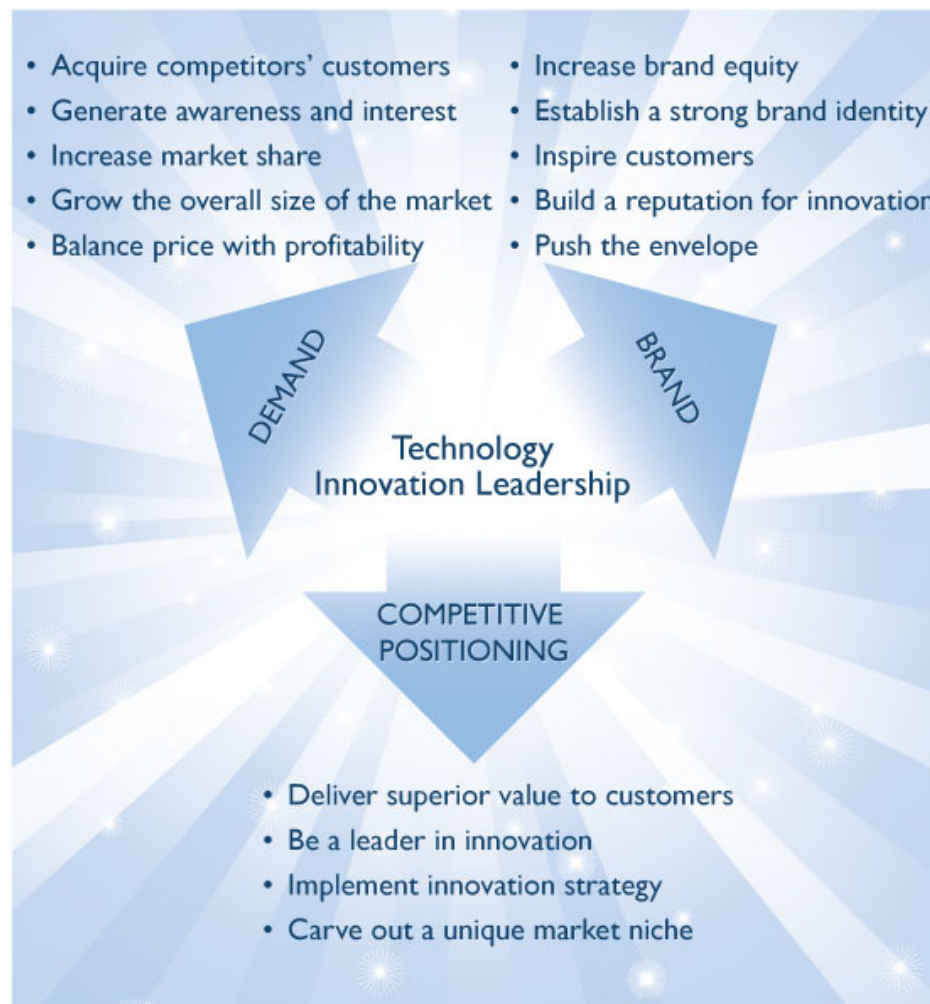 • Acquire competitors’ customers
• Generate awareness and interest
• Increase market share
• Grow the overall size of the market
• Balance price with profitability
• Increase brand equity
• Establish a strong brand identity
• Inspire customers
• Build a reputation for innovation
• Push the envelope
DEMAND
BRAND
Technology
Innovation Leadership
COMPETITIVE
POSITIONING
• Deliver superior value to customers
• Be a leader in innovation
• Implement innovation strategy
• Carve out a unique market niche